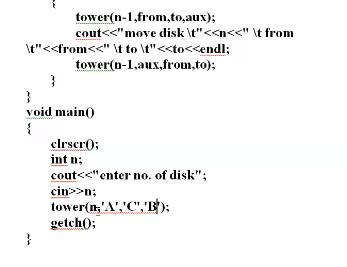 {
tower(n-1,from,to,aux);
cout<<"move disk \t"<<n<<" \t from
\t"<<from<<" \t to \t"<<to<<endl;
tower(n-1,aux,from,to);
}
}
void main()
{
clrscr();
int n;
cout<<"enter no. of disk";
cin>>n;
tower(n,'A','C','B');
getch();
}